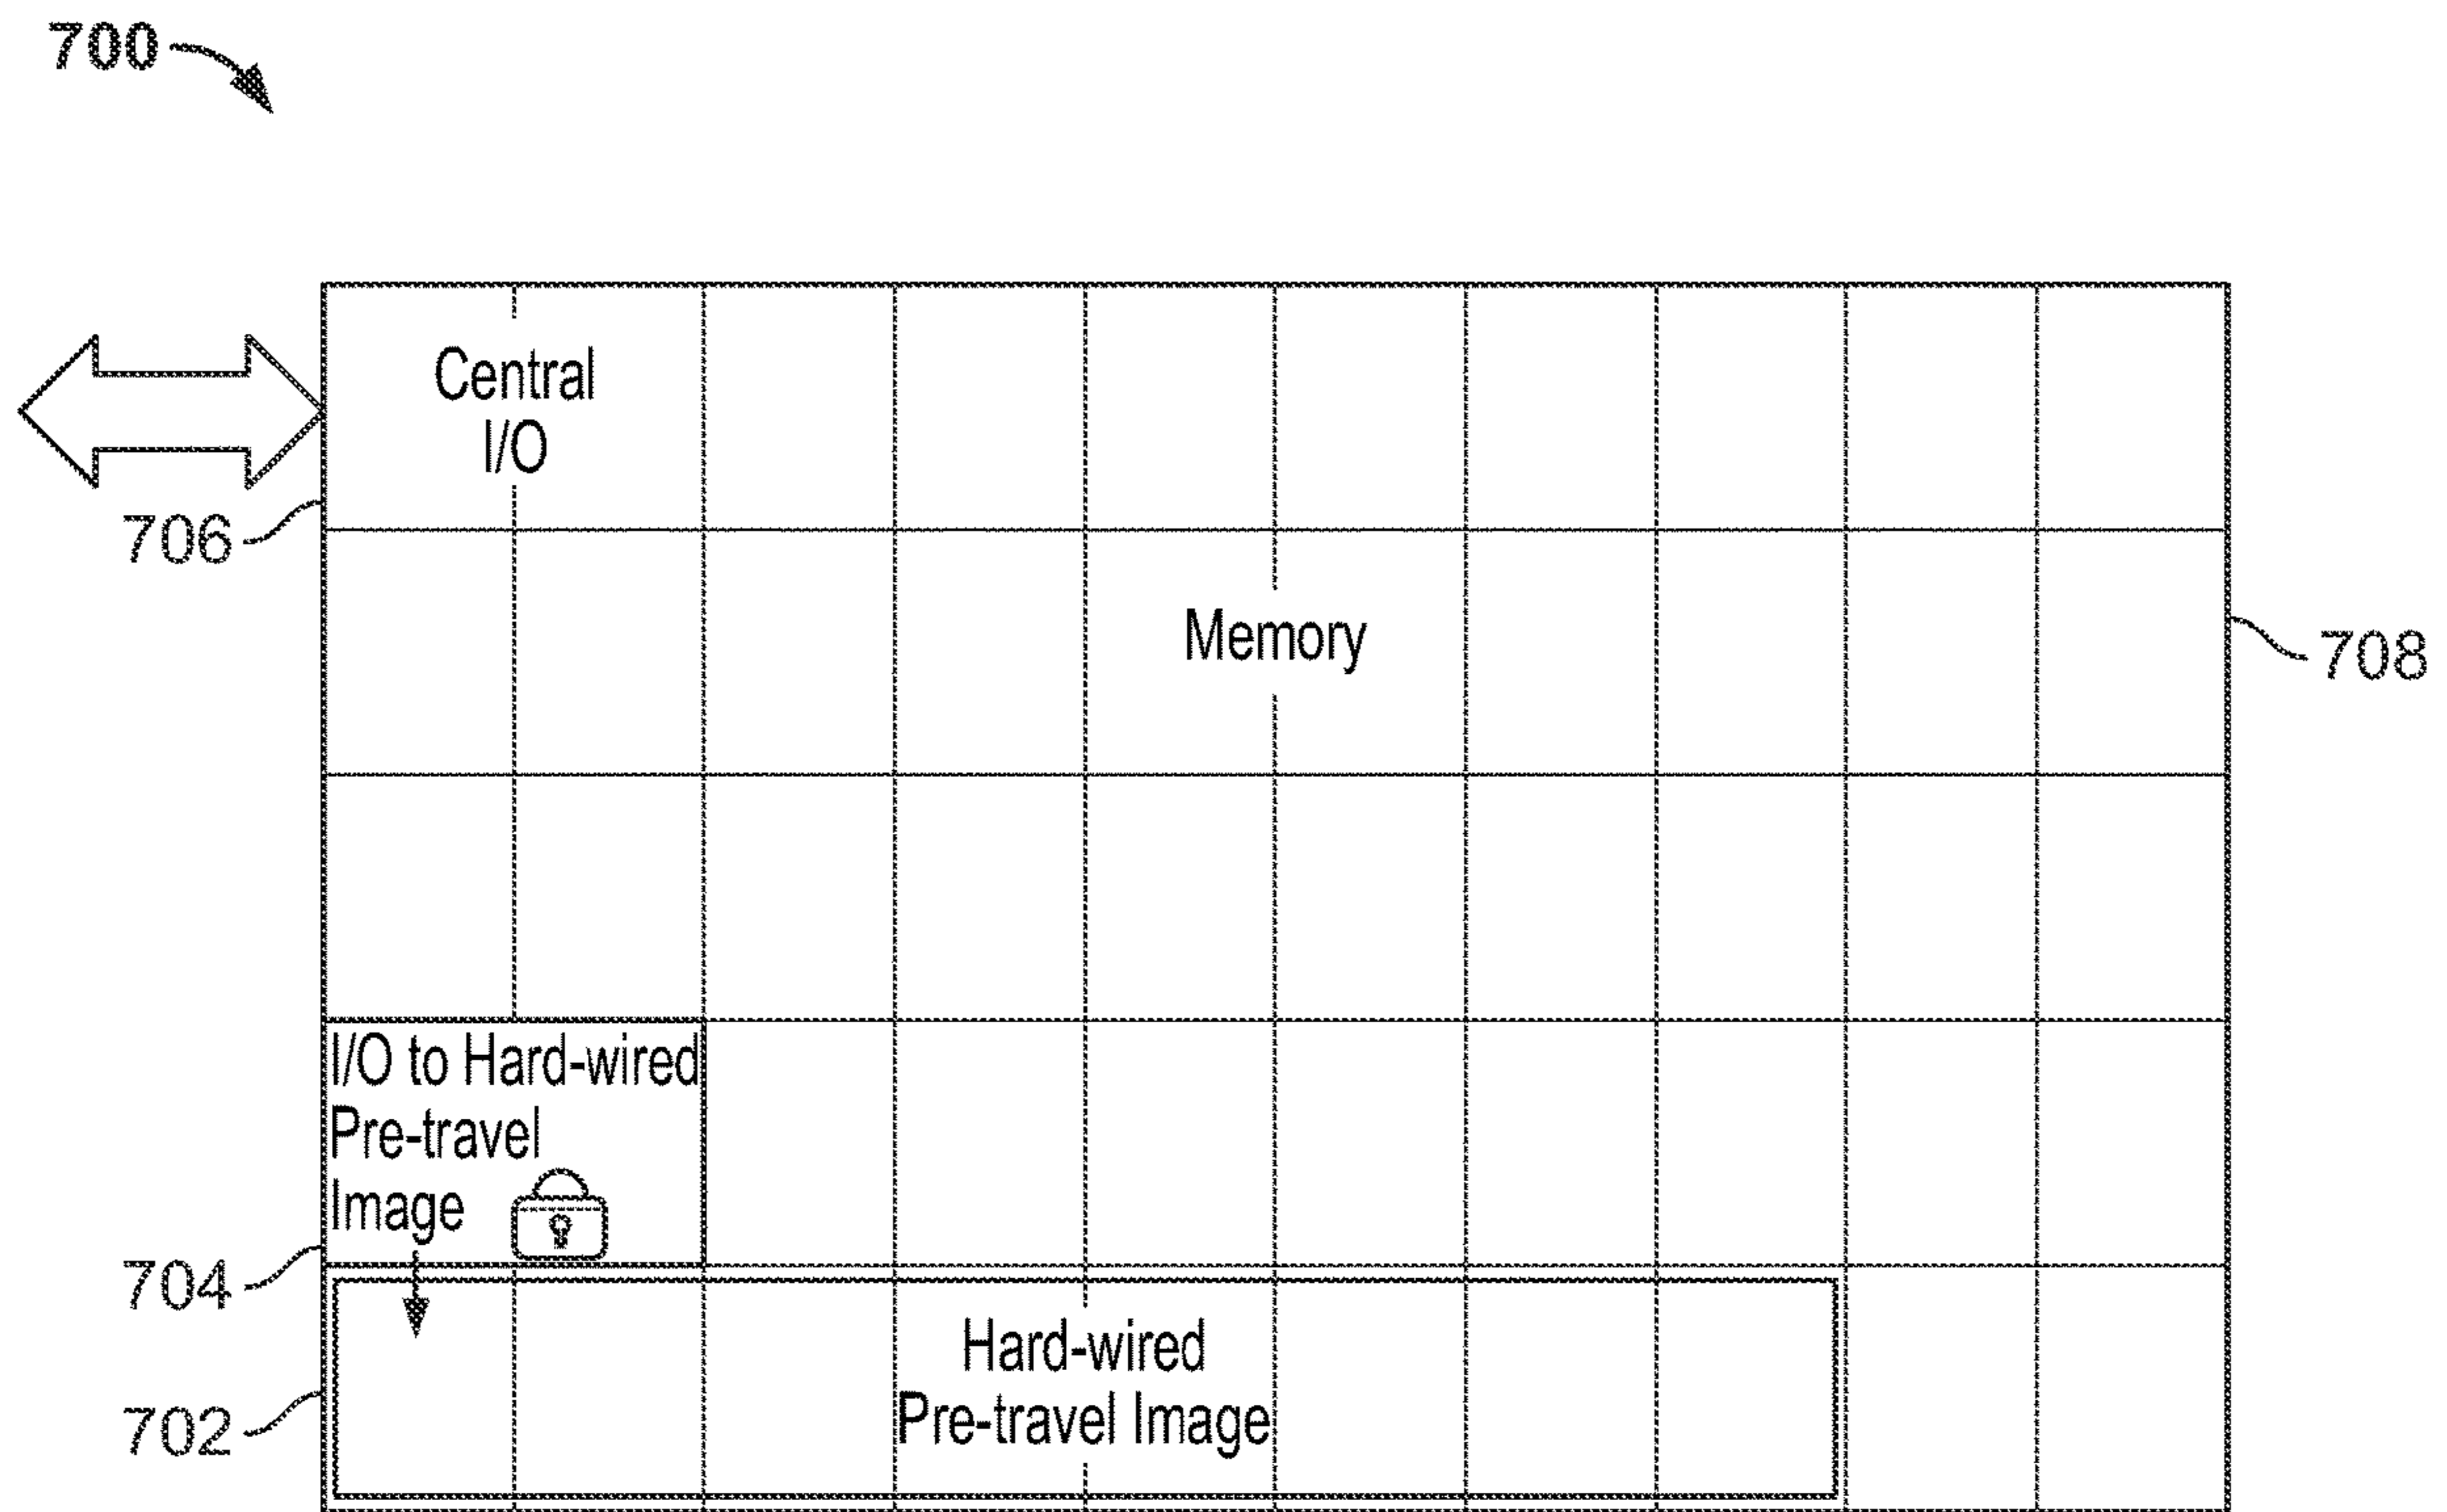 700
Central
I/O
706
Memory
708
I/O to Hard-wired
Pre-travel
Image
704
Hard-wired
Pre-travel Image
702